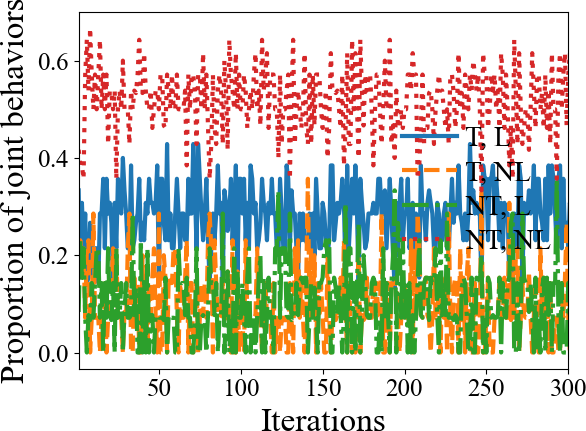 Proportion of joint behaviors
0.6
0.4
0.2
0.0
T, L
T, NL
NT, L
NT, NL
50
100
150
200
250
300
Iterations